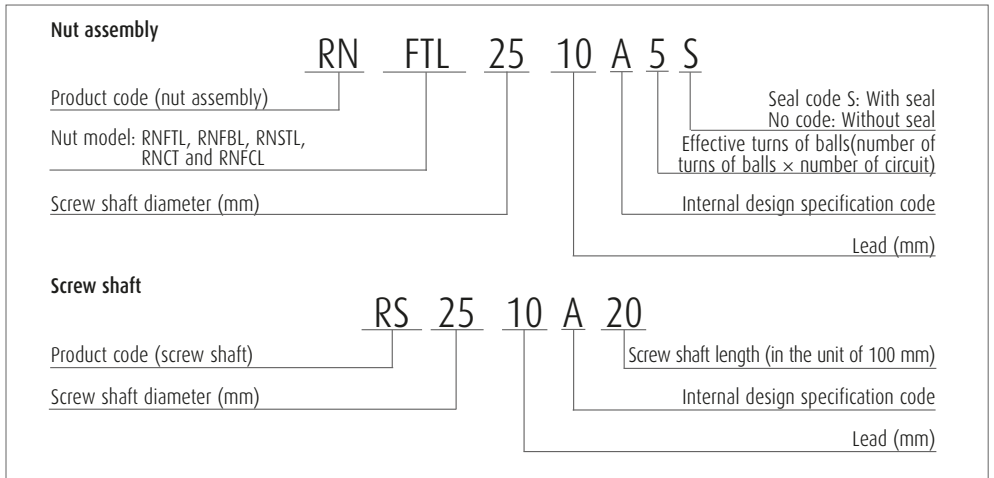 Nut assembly
RN FTL 25 10 A 5 S
Product code (nut assembly)
Seal code S: With seal
No code: Without seal
Nut model: RNFTL, RNFBL, RNSTL,
RNCT and RNFCL
Effective turns of balls(number of
turns of balls × number of circuit)
Screw shaft diameter (mm)
Internal design specification code
Lead (mm)
Screw shaft
RS 25 10 A 20
Product code (screw shaft)
Screw shaft length (in the unit of 100 mm)
Screw shaft diameter (mm)
Internal design specification code
Lead (mm)